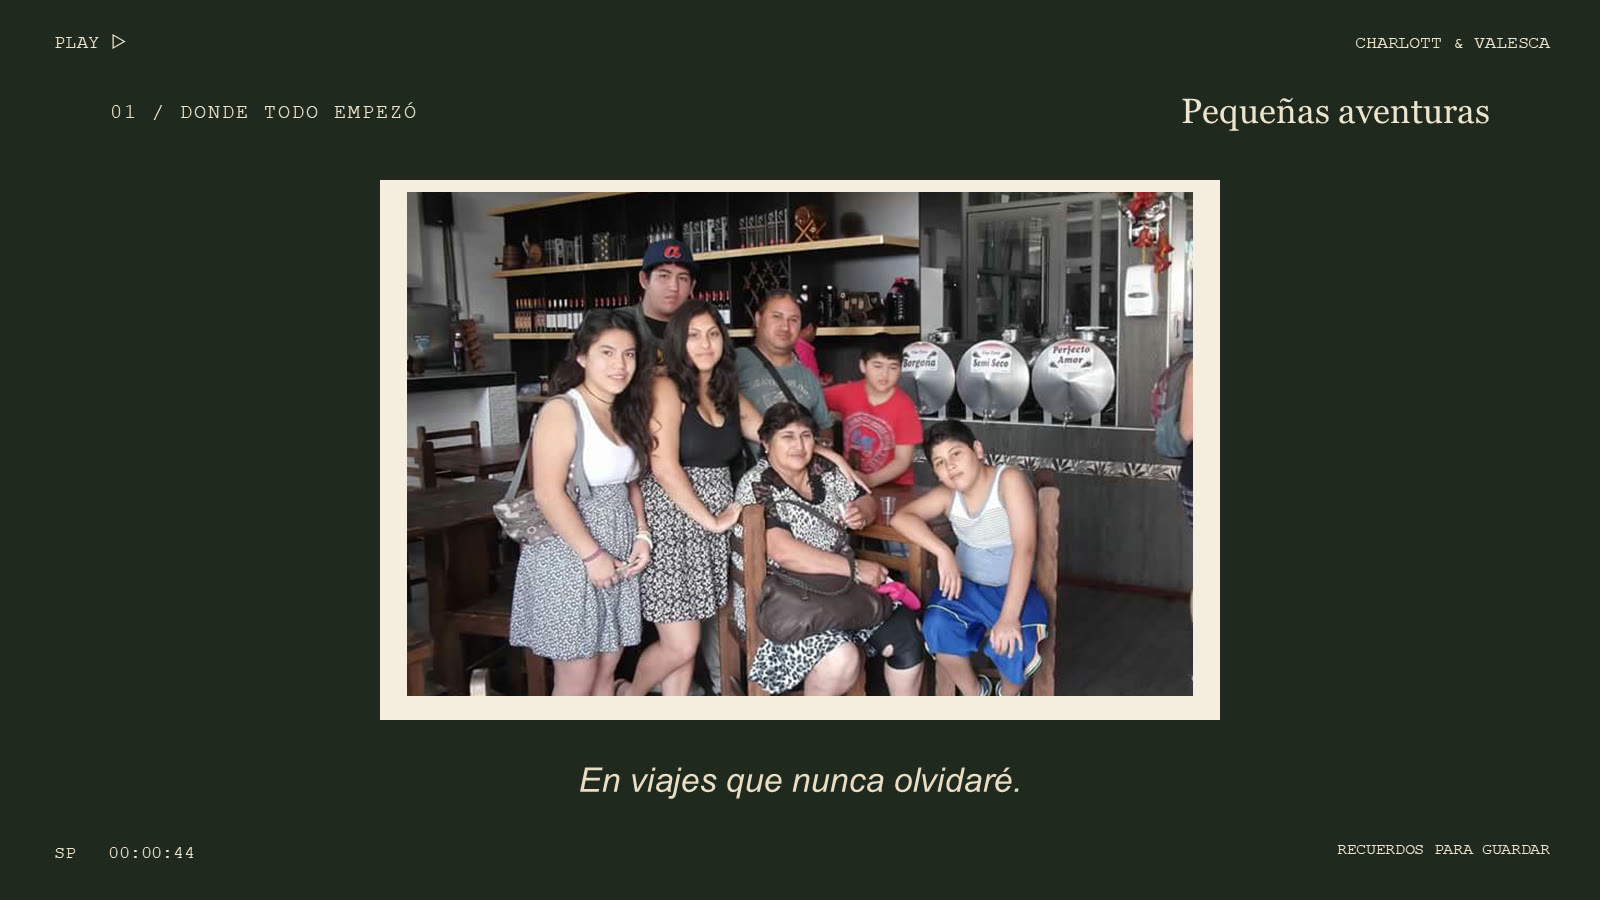 PLAY ▷
CHARLOTT & VALESCA
01 / DONDE TODO EMPEZÓ
Pequeñas aventuras
a
Borgoña
Semi Seco
Perfecto
Amor
En viajes que nunca olvidaré.
SP 00:00:44
RECUERDOS PARA GUARDAR